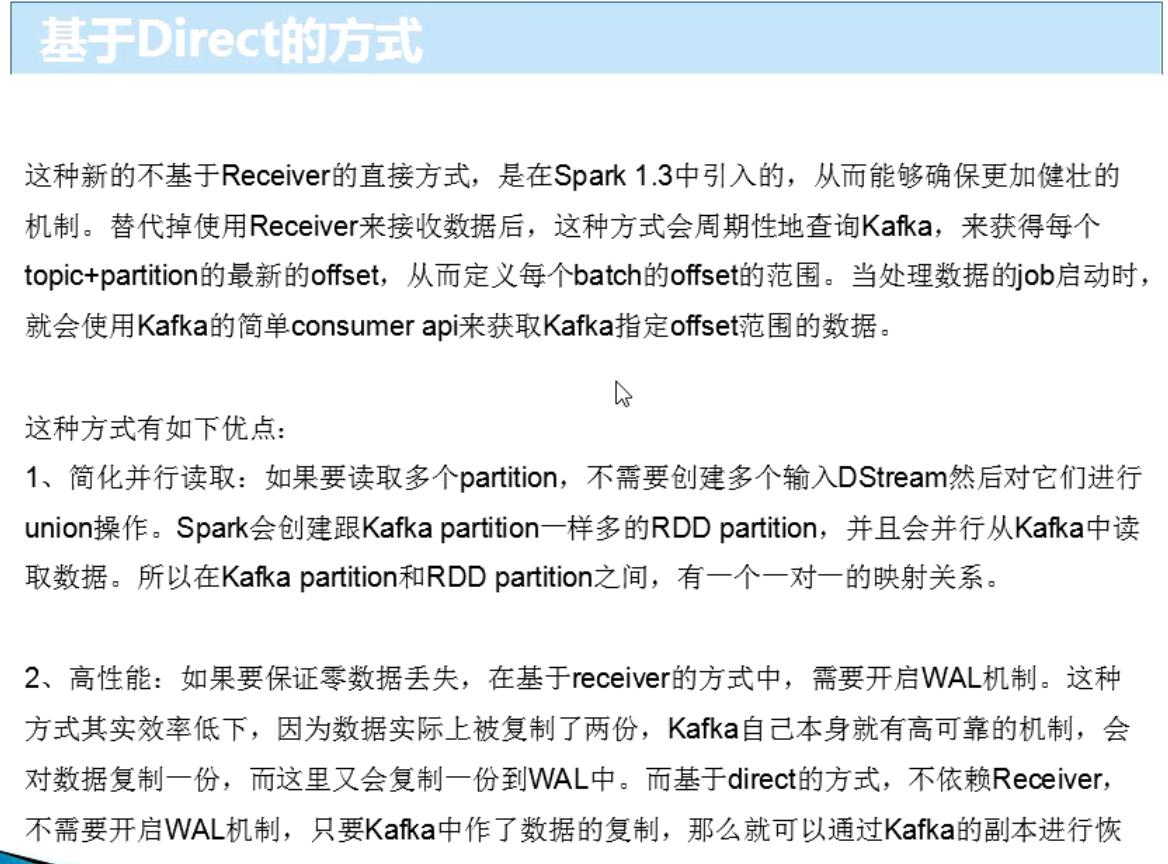 基于Direct的方式
这种新的不基于Receiver的直接方式，是在Spark 1.3中引入的，从而能够确保更加健壮的
机制。替代掉使用Receiver来接收数据后，这种方式会周期性地查询Kafka，来获得每个
topic+partition的最新的offset，从而定义每个batch的offset的范围。当处理数据的job启动时，
就会使用Kafka的简单consumer api来获取Kafka指定offset范围的数据。
这种方式有如下优点：
1、简化并行读取：如果要读取多个partition，不需要创建多个输入DStream然后对它们进行
union操作。Spark会创建跟Kafka partition一样多的RDD partition，并且会并行从Kafka中读
取数据。所以在Kafka partition和RDD partition之间，有一个一对一的映射关系。
2、高性能：如果要保证零数据丢失，在基于receiver的方式中，需要开启WAL机制。这种
方式其实效率低下，因为数据实际上被复制了两份，Kafka自己本身就有高可靠的机制，会
对数据复制一份，而这里又会复制一份到WAL中。而基于direct的方式，不依赖Receiver，
不需要开启WAL机制，只要Kafka中作了数据的复制，那么就可以通过Kafka的副本进行恢